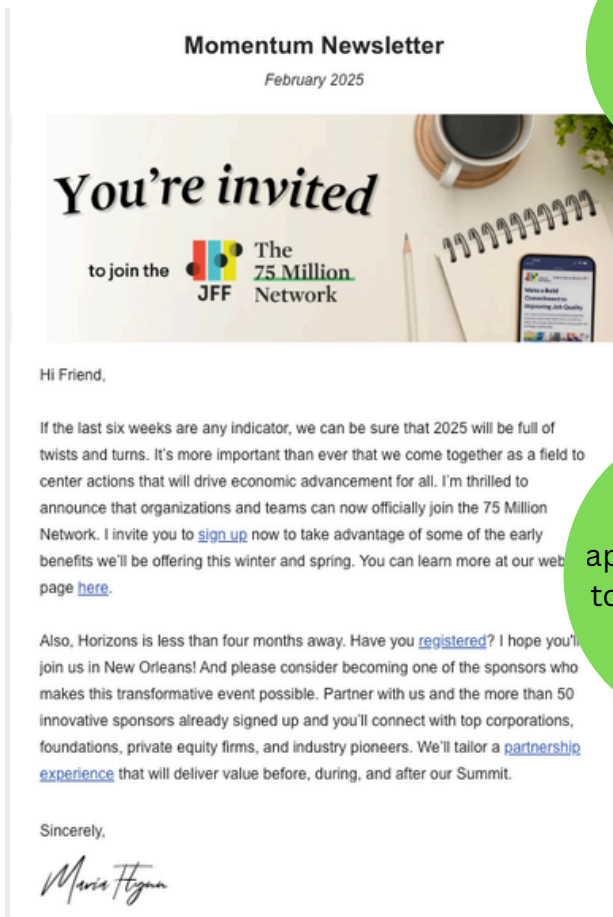 Momentum Newsletter
February 2025
You're invited
to join the
JFF
The
75 Million
Network
Make a Bold
Commitment to
Improving Job Quality
Hi Friend,
If the last six weeks are any indicator, we can be sure that 2025 will be full of
twists and turns. It's more important than ever that we come together as a field to
center actions that will drive economic advancement for all. I'm thrilled to
announce that organizations and teams can now officially join the 75 Million
Network. I invite you to sign up now to take advantage of some of the early
benefits we'll be offering this winter and spring. You can learn more at our web
page here.
ap
to
Also, Horizons is less than four months away. Have you registered? I hope you'll
join us in New Orleans! And please consider becoming one of the sponsors who
makes this transformative event possible. Partner with us and the more than 50
innovative sponsors already signed up and you'll connect with top corporations,
foundations, private equity firms, and industry pioneers. We'll tailor a partnership
experience that will deliver value before, during, and after our Summit.
Sincerely,
Maria Flynn